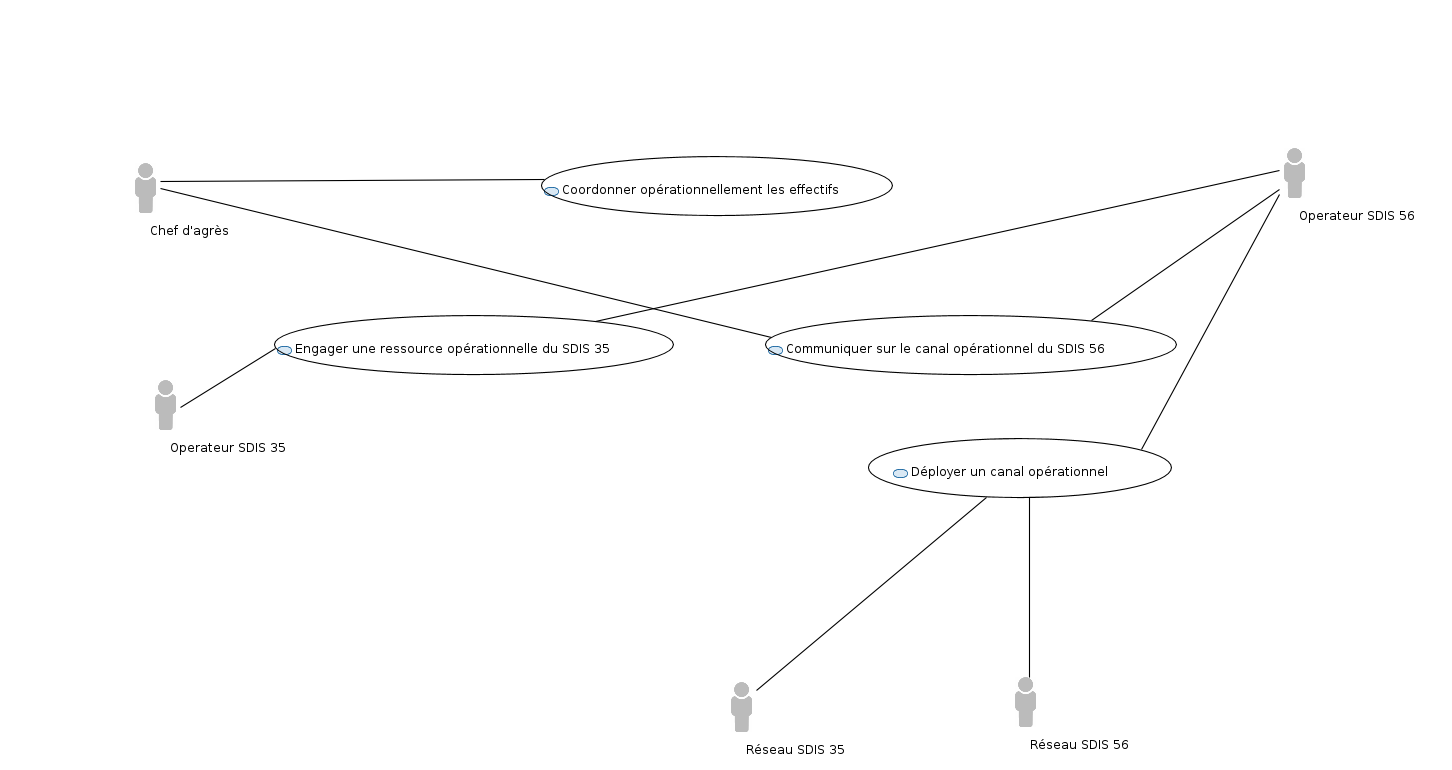 Coordonner opérationnellement les effectifs
Operateur SDIS 56
Chef d'agrès
Engager une ressource opérationnelle du SDIS 35
Communiquer sur le canal opérationnel du SDIS 56
Operateur SDIS 35
Déployer un canal opérationnel
Réseau SDIS 35
Réseau SDIS 56